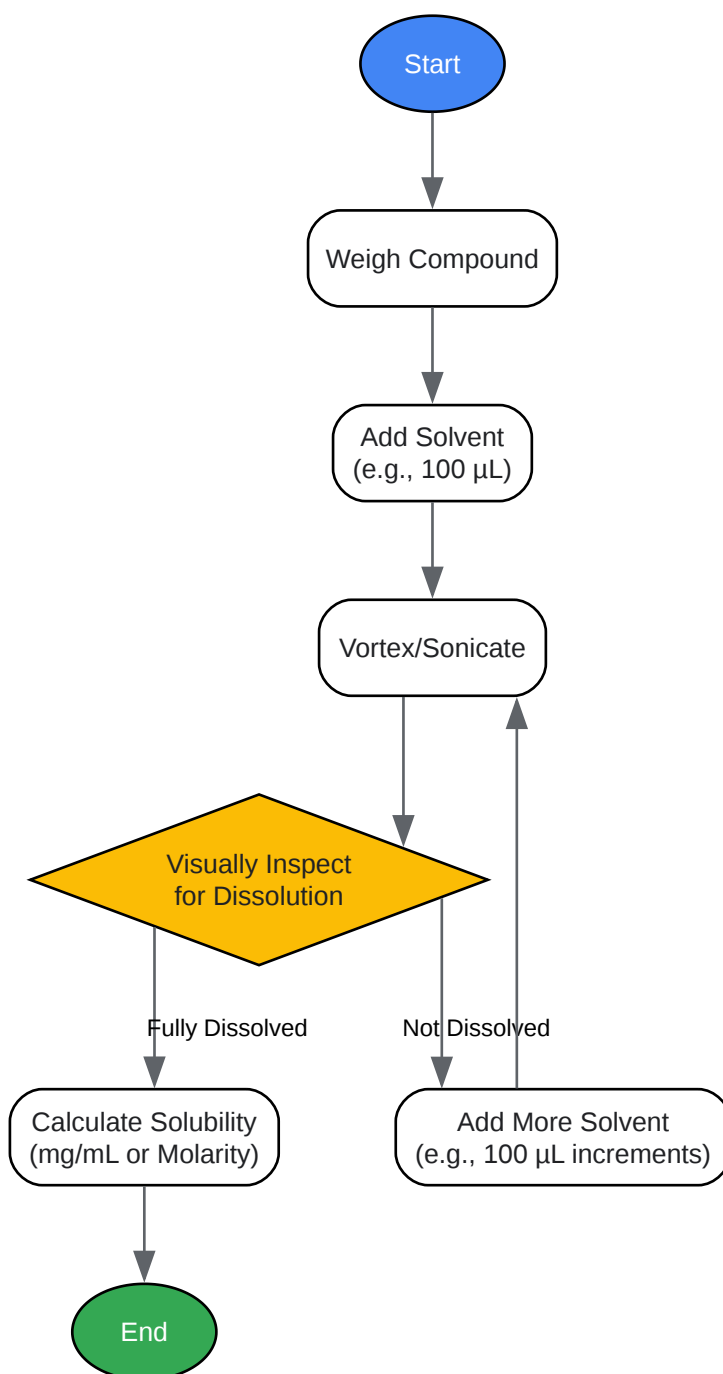 Start
Weigh Compound
Add Solvent
(e.g., 100 µL)
Vortex/Sonicate
Visually Inspect
for Dissolution
Fully Dissolved
Not Dissolved
Calculate Solubility
(mg/mL or Molarity)
Add More Solvent
(e.g., 100 µL increments)
End